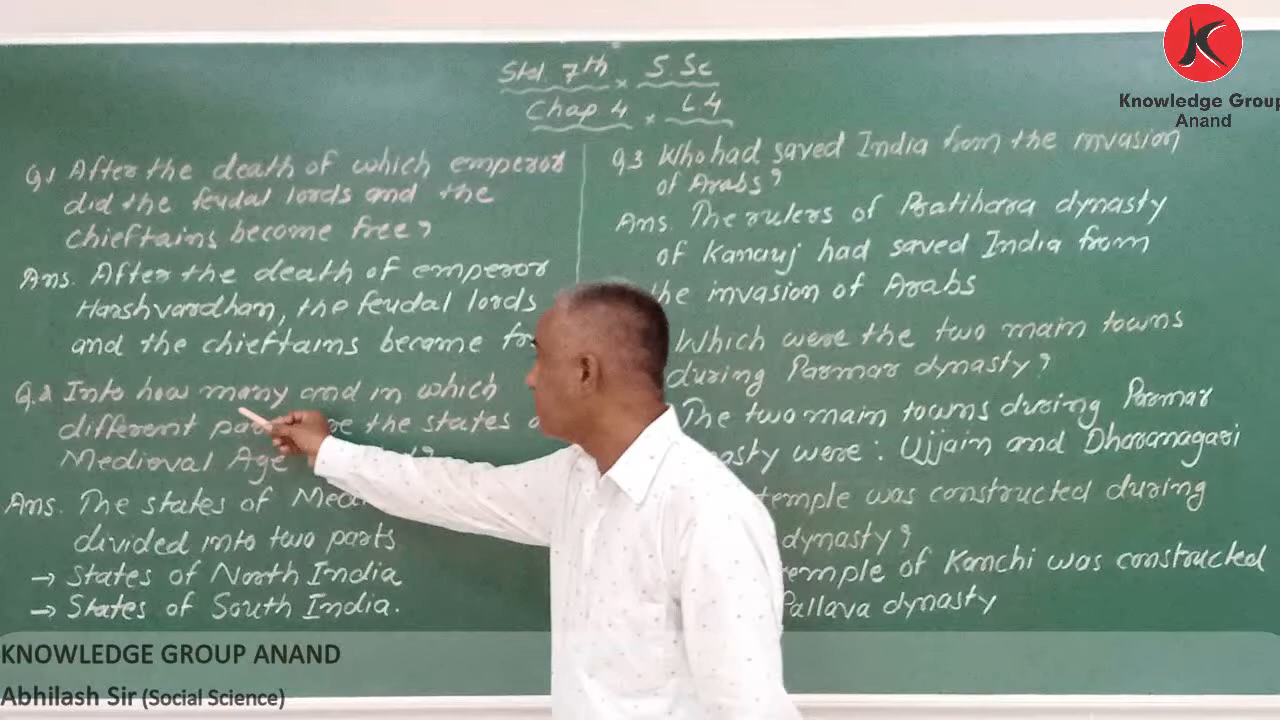 Std. 7th x S. Sc
Chap 4 x L 4
Q.1 After the death of which emperor
did the feudal lords and the
chieftains become free?
Ans. After the death of emperor
Harshvardhan, the feudal lords
and the chieftains became
Q.2 Into how many and in which
different the states
Medieval Age
Ans. The states of
divided into two parts
→ States of North India
→ States of South India.
Q.3 Who had saved India from the invasion
of Arabs?
Ans. The rulers of Pratihara dynasty
of Kanauj had saved India from
the invasion of Arabs
Which were the two main towns
during Parmar dynasty?
The two main towns during Parmar
were: Ujjain and Dharanagari
temple was constructed during
dynasty?
temple of Kanchi was constructed
Pallava dynasty
K
Knowledge Group
Anand
KNOWLEDGE GROUP ANAND
Abhilash Sir (Social Science)